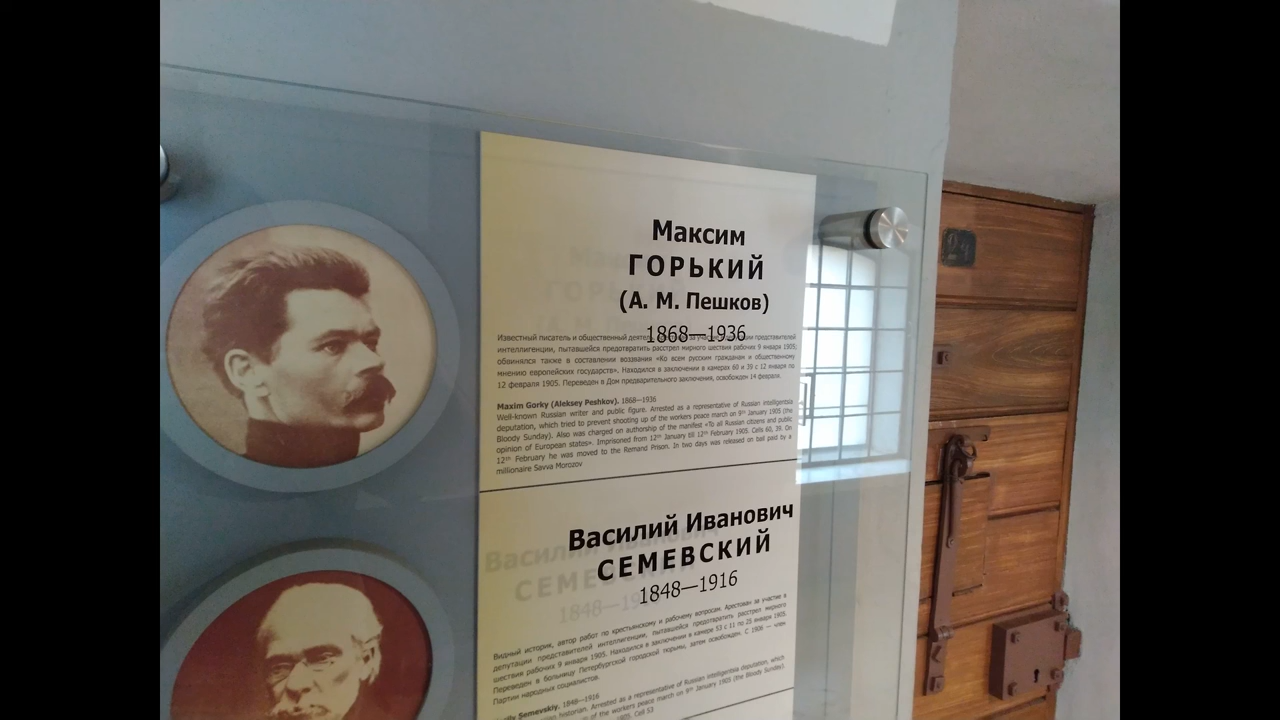 Максим
ГОРЬКИЙ
(А. М. Пешков)
1868—1936
Известный писатель и общественный деятель. за участие представителей
интеллигенции, пытавшейся предотвратить расстрел мирного шествия рабочих 9 января 1905;
обвинялся также в составлении воззвания «Ко всем русским гражданам и общественному
мнению европейских государств». Находился в заключении в камерах 60 и 39 с 12 января по
12 февраля 1905. Переведен в Дом предварительного заключения, освобожден 14 февраля.
Maxim Gorky (Aleksey Peshkov). 1868—1936
Well-known Russian writer and public figure. Arrested as a representative of Russian intelligentsia
deputation, which tried to prevent shooting up of the workers peace march on 9th January 1905 (the
Bloody Sunday). Also was charged on authorship of the manifest «To all Russian citizens and public
opinion of European states». Imprisoned from 12th January till 12th February 1905. Cells 60, 39. On
12th February he was moved to the Remand Prison. In two days was released on bail paid by a
millionaire Savva Morozov
Василий Иванович
СЕМЕВСКИЙ
1848—1916
Видный историк, автор работ по крестьянскому и рабочему вопросам. Арестован за участие в
депутации представителей интеллигенции, пытавшейся предотвратить расстрел мирного
шествия рабочих 9 января 1905. Находился в заключении в камере 53 с 11 по 25 января 1905.
Переведен в больницу Петербургской городской тюрьмы, затем освобожден. С 1906 — член
Партии народных социалистов.
Semevskiy. 1848—1916
historian. Arrested as a representative of Russian intelligentsia deputation, which
of the workers peace march on 9th January 1905 (the Bloody Sunday).
1905. Cell 53